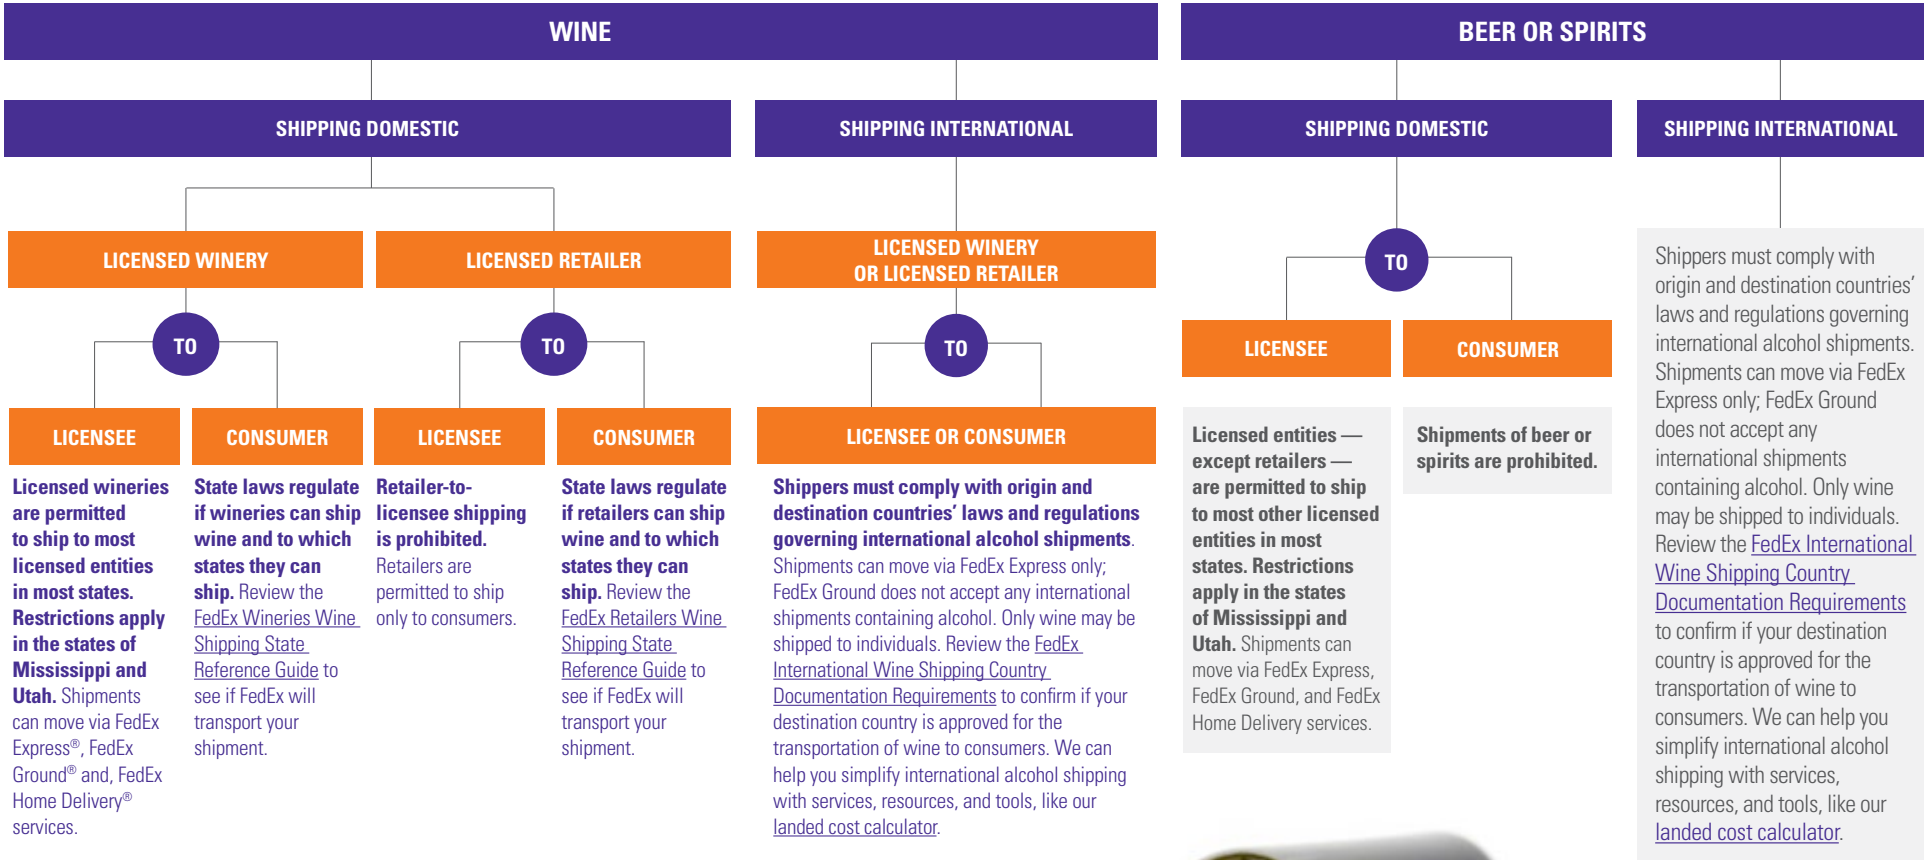 WINE
SHIPPING DOMESTIC
LICENSED WINERY
TO
LICENSEE
Licensed wineries
are permitted
to ship to most
licensed entities
in most states.
Restrictions apply
in the states of
Mississippi and
Utah. Shipments
can move via FedEx
Express®, FedEx
Ground® and, FedEx
Home Delivery®
services.
CONSUMER
State laws regulate
if wineries can ship
wine and to which
states they can
ship. Review the
FedEx Wineries Wine
Shipping State
Reference Guide to
see if FedEx will
transport your
shipment.
LICENSED RETAILER
TO
LICENSEE
Retailer-to-
licensee shipping
is prohibited.
Retailers are
permitted to ship
only to consumers.
CONSUMER
State laws regulate
if retailers can ship
wine and to which
states they can
ship. Review the
FedEx Retailers Wine
Shipping State
Reference Guide to
see if FedEx will
transport your
shipment.
SHIPPING INTERNATIONAL
LICENSED WINERY
OR LICENSED RETAILER
TO
LICENSEE OR CONSUMER
Shippers must comply with origin and
destination countries' laws and regulations
governing international alcohol shipments.
Shipments can move via FedEx Express only;
FedEx Ground does not accept any international
shipments containing alcohol. Only wine may be
shipped to individuals. Review the FedEx
International Wine Shipping Country
Documentation Requirements to confirm if your
destination country is approved for the
transportation of wine to consumers. We can
help you simplify international alcohol shipping
with services, resources, and tools, like our
landed cost calculator.
BEER OR SPIRITS
SHIPPING DOMESTIC
TO
LICENSEE
Licensed entities —
except retailers —
are permitted to ship
to most other licensed
entities in most
states. Restrictions
apply in the states
of Mississippi and
Utah. Shipments can
move via FedEx Express,
FedEx Ground, and FedEx
Home Delivery services.
CONSUMER
Shipments of beer or
spirits are prohibited.
SHIPPING INTERNATIONAL
Shippers must comply with
origin and destination countries'
laws and regulations governing
international alcohol shipments.
Shipments can move via FedEx
Express only; FedEx Ground
does not accept any
international shipments
containing alcohol. Only wine
may be shipped to individuals.
Review the FedEx International
Wine Shipping Country
Documentation Requirements
to confirm if your destination
country is approved for the
transportation of wine to
consumers. We can help you
simplify international alcohol
shipping with services,
resources, and tools, like our
landed cost calculator.